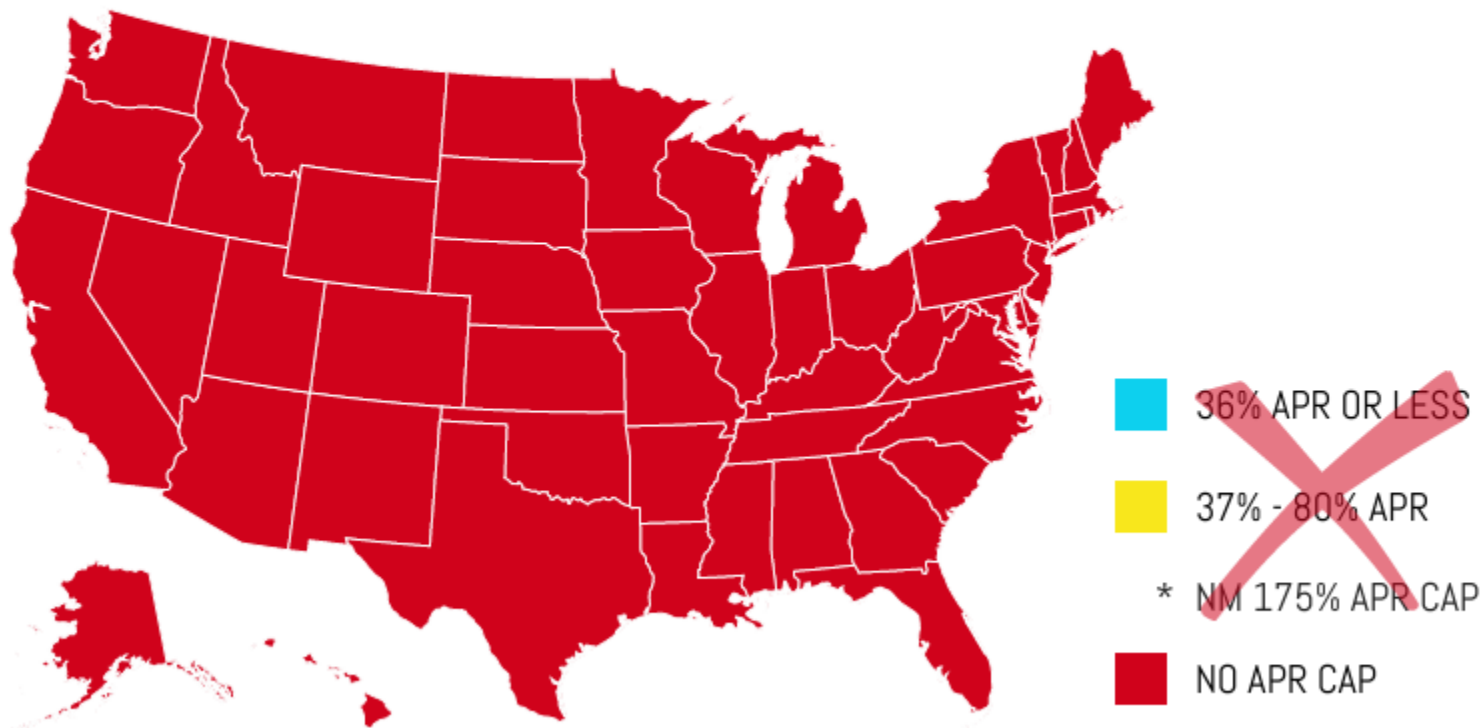 36% APR OR LESS
37% - 80% APR
* NM 175% APR CAP
NO APR CAP